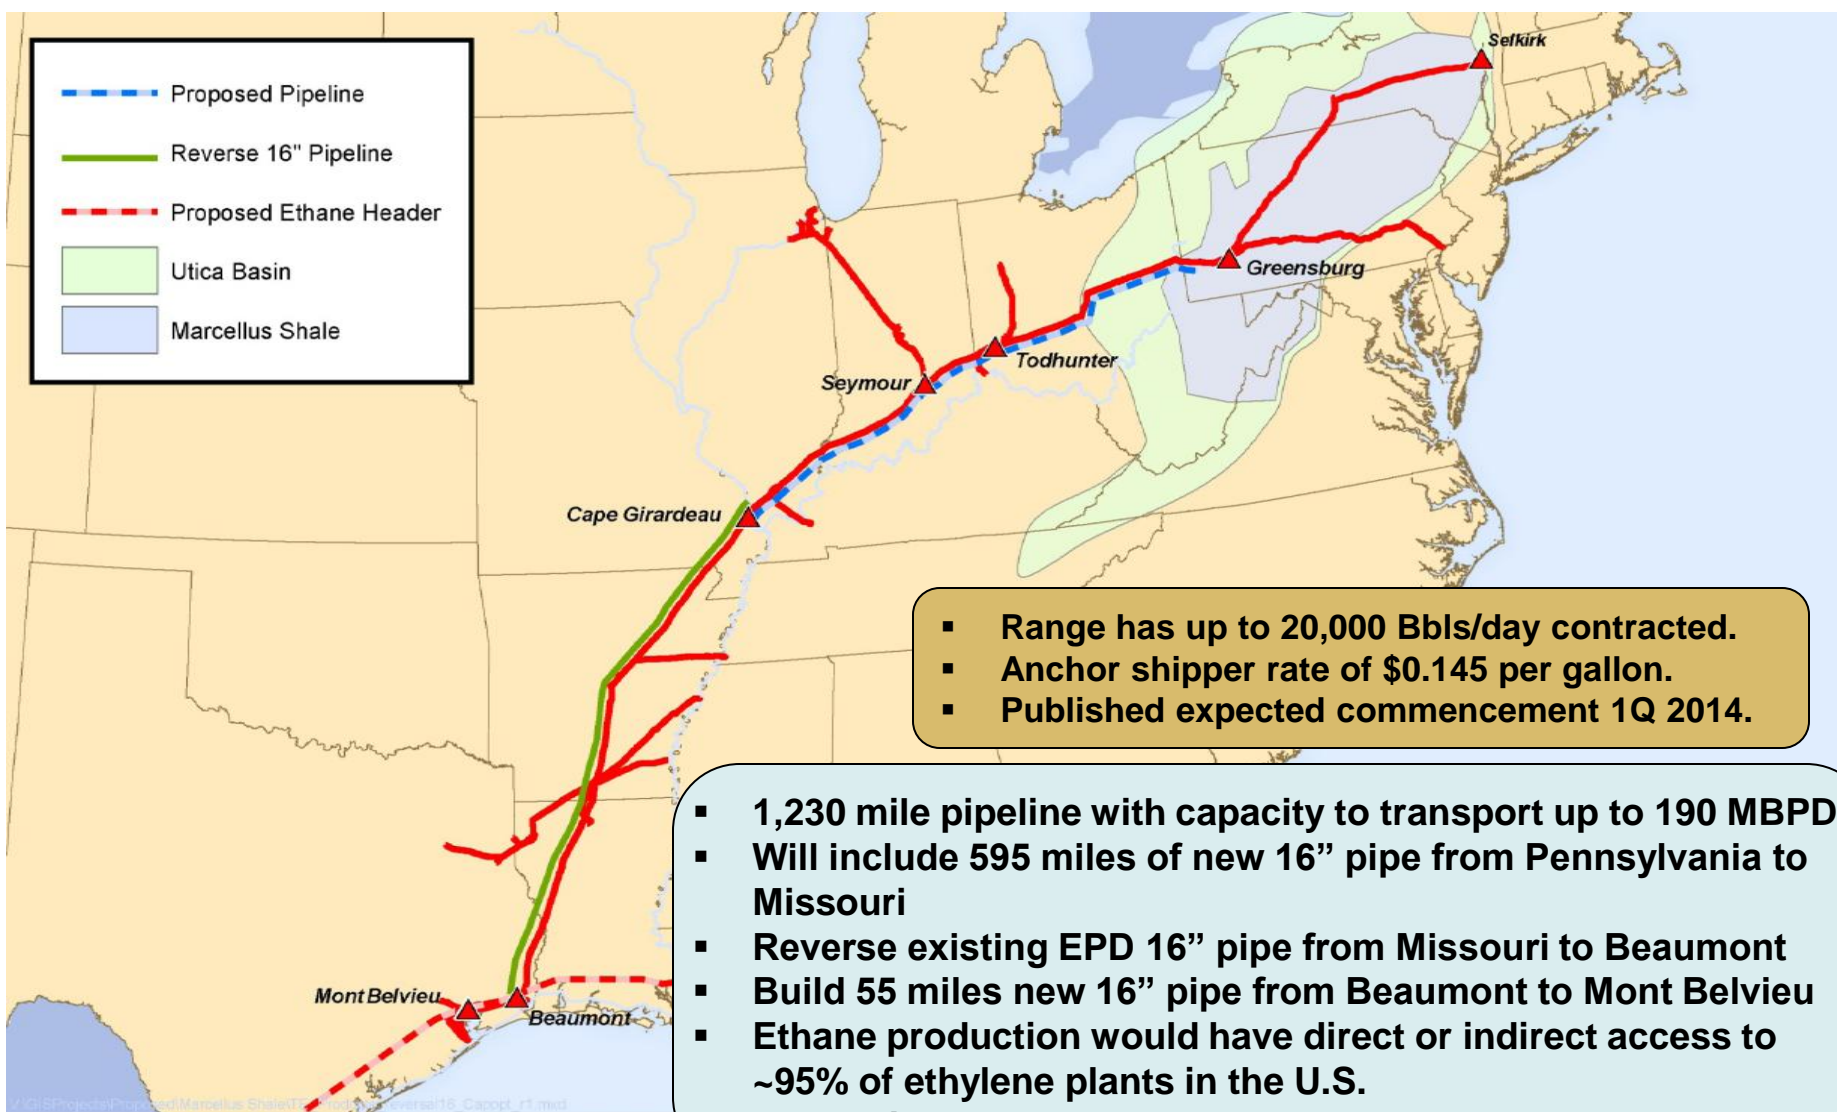 Proposed Pipeline
Reverse 16" Pipeline
Proposed Ethane Header
Utica Basin
Marcellus Shale
Selkirk
Greensburg
Todhunter
Seymour
Cape Girardeau
▪ Range has up to 20,000 Bbls/day contracted.
▪ Anchor shipper rate of $0.145 per gallon.
▪ Published expected commencement 1Q 2014.
▪ 1,230 mile pipeline with capacity to transport up to 190 MBPD
▪ Will include 595 miles of new 16” pipe from Pennsylvania to
Missouri
▪ Reverse existing EPD 16” pipe from Missouri to Beaumont
▪ Build 55 miles new 16” pipe from Beaumont to Mont Belvieu
▪ Ethane production would have direct or indirect access to
~95% of ethylene plants in the U.S.
Mont Belvieu
Beaumont